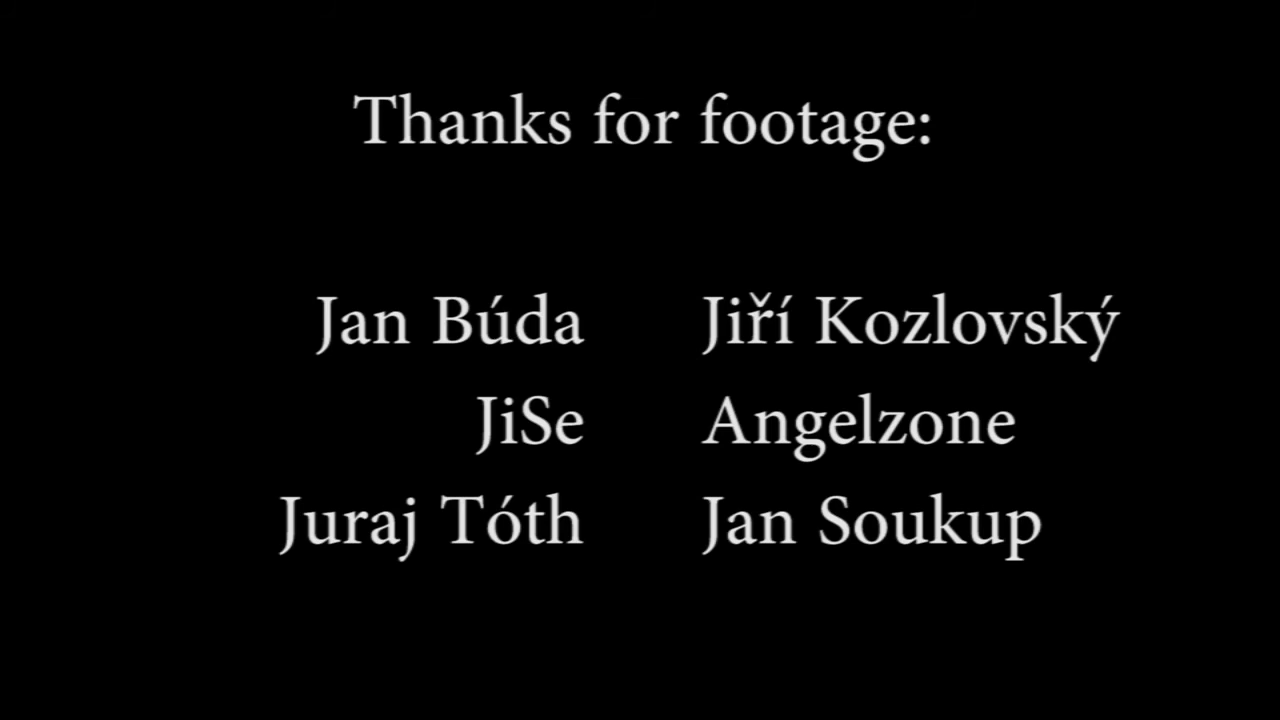 Thanks for footage:
Jan Búda Jiří Kozlovský
JiSe Angelzone
Juraj Tóth Jan Soukup